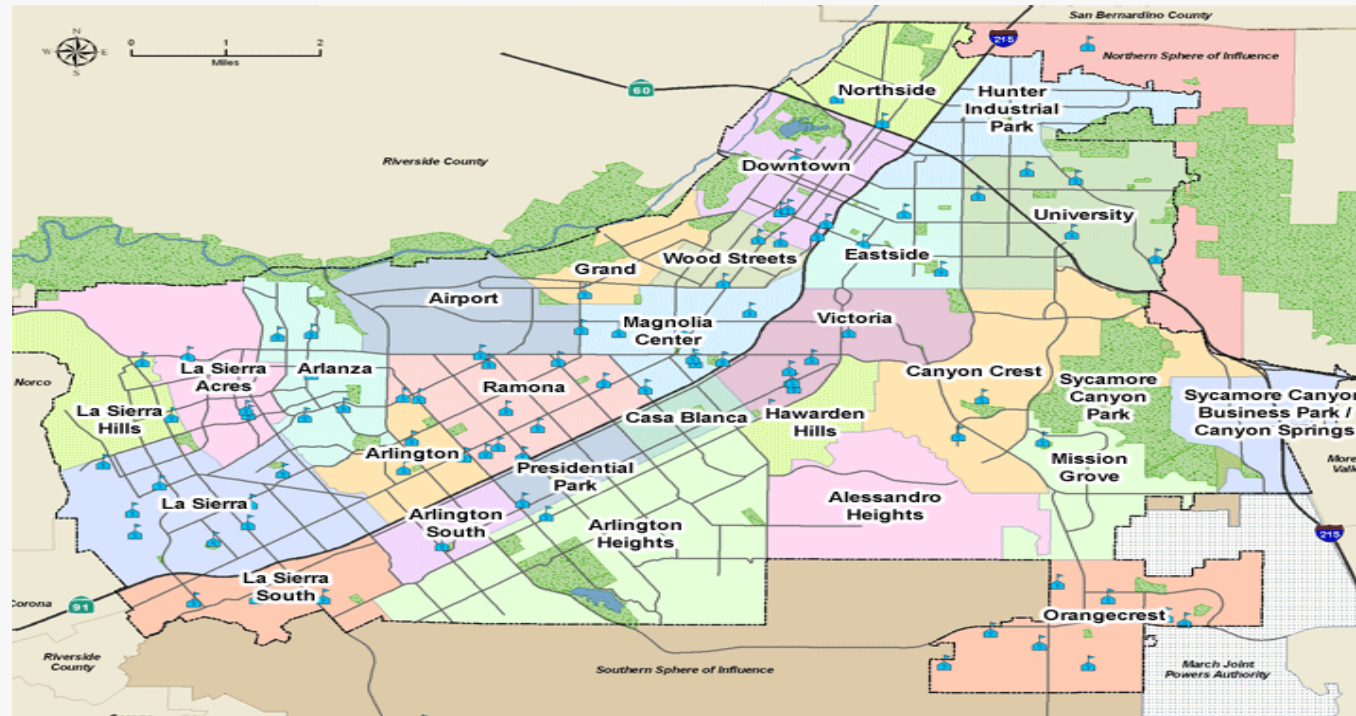 San Bernardino County
N
W E
S
0 1 2
Miles
215
Northern Sphere of Influence
60
Northside
Hunter
Industrial
Park
Riverside County
Downtown
University
Wood Streets
Eastside
Grand
Airport
Magnolia
Center
Victoria
La Sierra
Acres
Arlanza
Ramona
Canyon Crest
Sycamore
Canyon
Park
Sycamore Canyon
Business Park /
Canyon Springs
Norco
La Sierra
Hills
Casa Blanca
Hawarden
Hills
Arlington
Presidential
Park
Mission
Grove
More
Valle
La Sierra
Arlington
South
Arlington
Heights
Alessandro
Heights
215
La Sierra
South
Corona
91
Orangecrest
Riverside
County
Southern Sphere of Influence
March Joint
Powers Authority